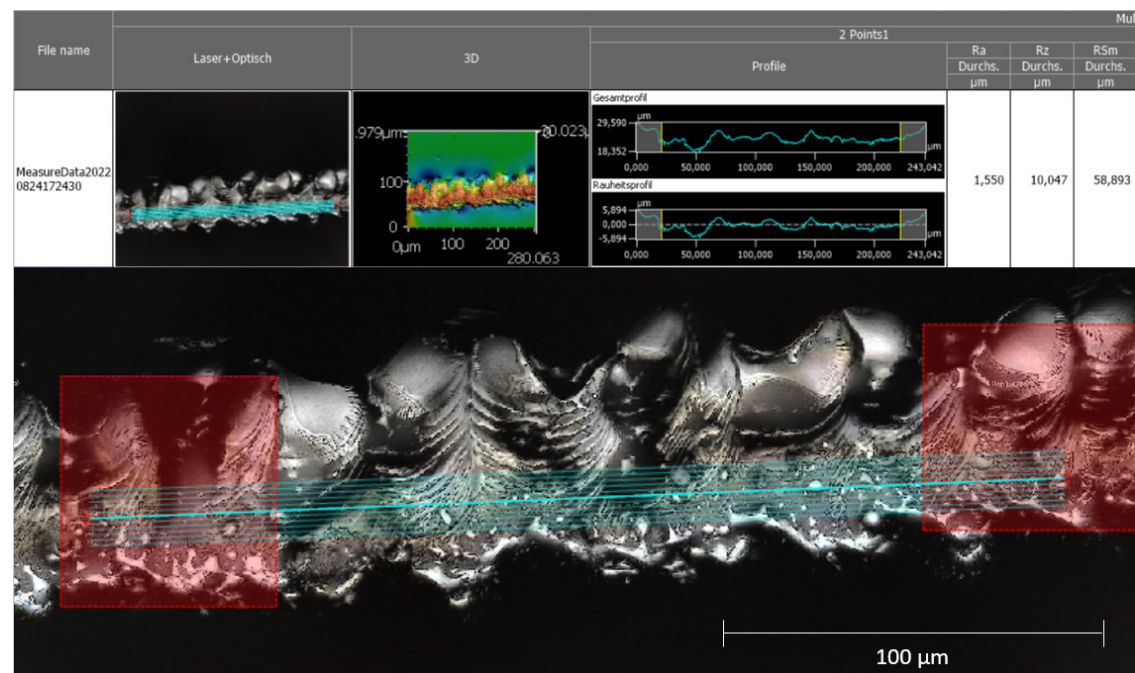 Mul
File name
Laser+Optisch
3D
2 Points1
Profile
Ra
Rz
RSm
Durchs.
Durchs.
Durchs.
µm
µm
µm
MeasureData2022
0824172430
.979µm
100
0
0µm
100
200
280.063
Gesamtprofil
µm
29,590
18,352
µm
0,000
50,000
100,000
150,000
200,000
243,042
Rauheitsprofil
µm
5,894
0,000
-5,894
µm
0,000
50,000
100,000
150,000
200,000
243,042
1,550
10,047
58,893
100 µm